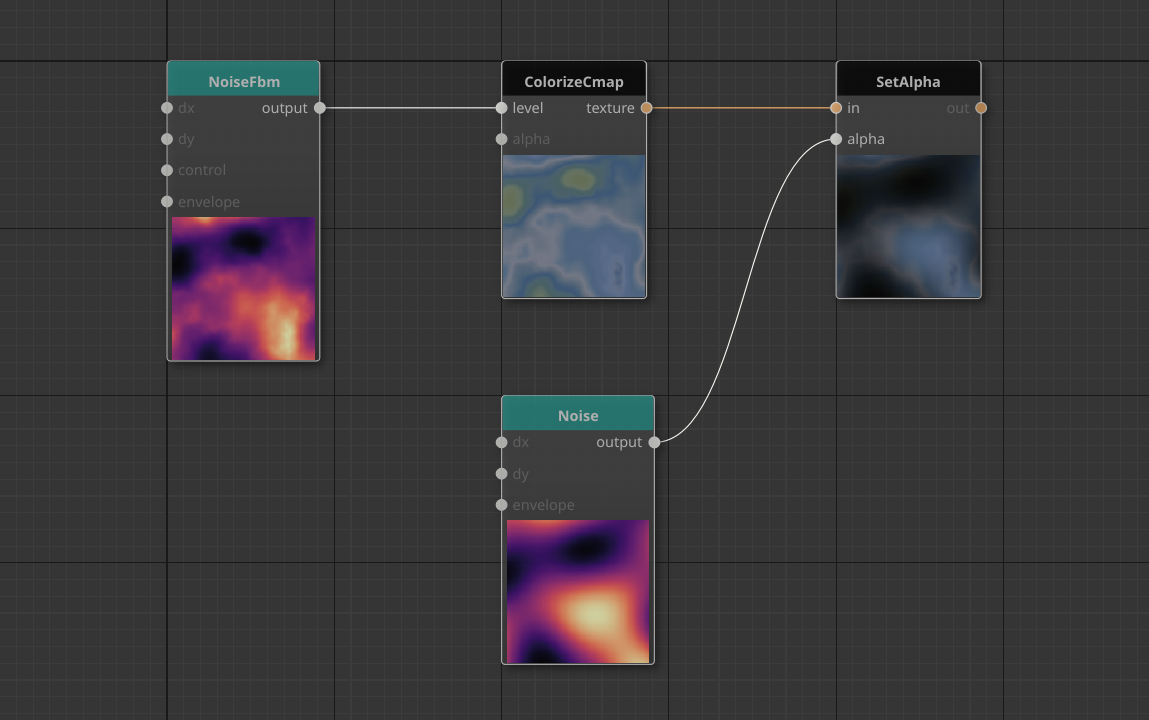 NoiseFbm
dx
output
dy
control
envelope
ColorizeCmap
level
texture
alpha
SetAlpha
in
out
alpha
Noise
dx
output
dy
envelope